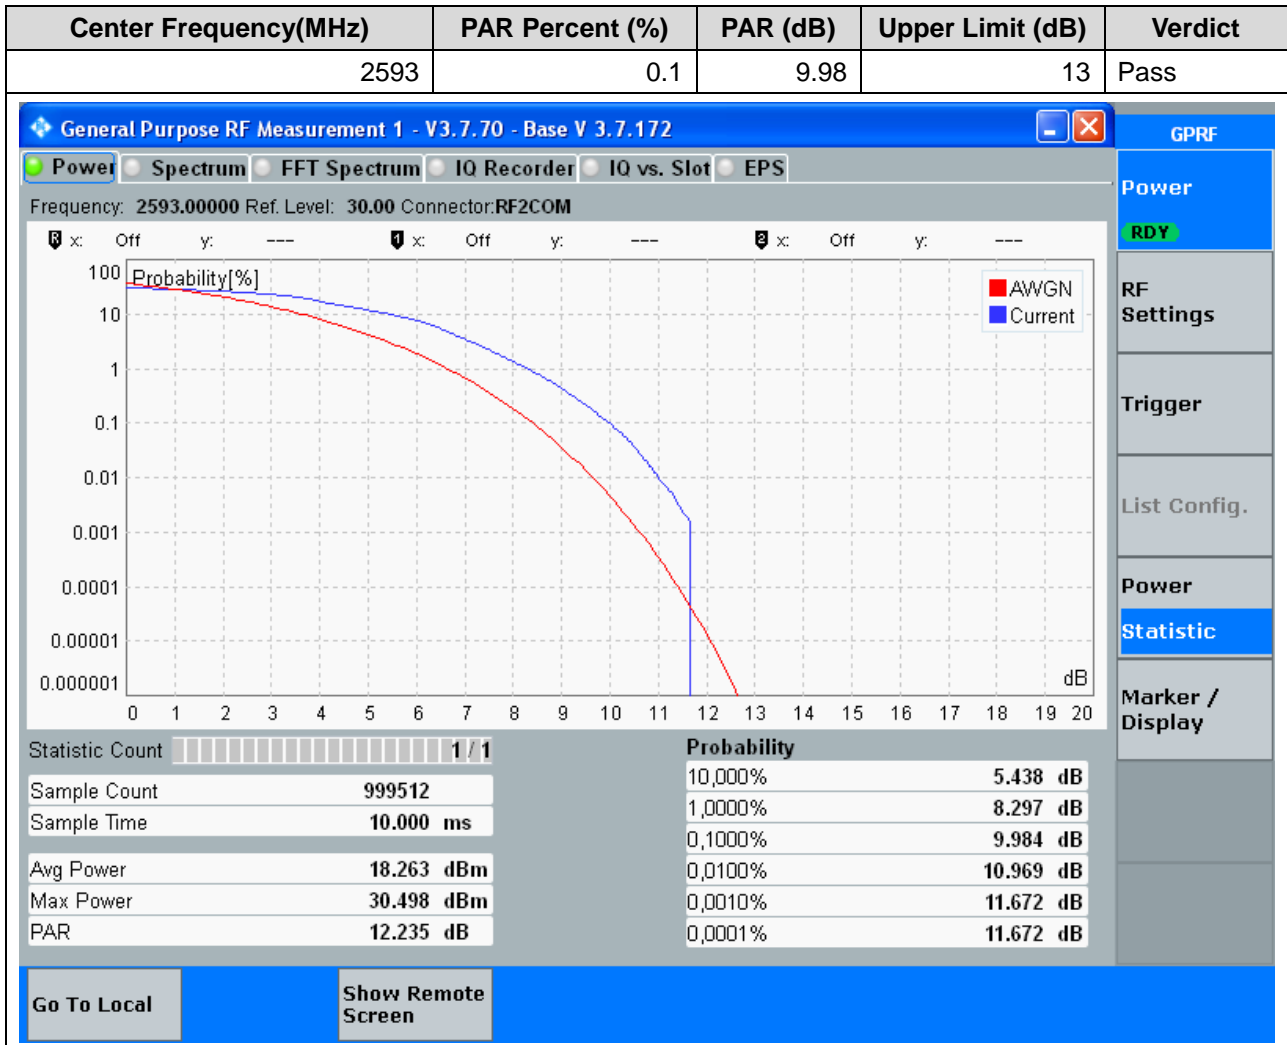 Center Frequency(MHz) PAR Percent (%) PAR (dB) Upper Limit (dB) Verdict
2593 0.1 9.98 13 Pass
General Purpose RF Measurement 1 - V3.7.70 - Base V 3.7.172
GPRF
Power Spectrum FFT Spectrum IQ Recorder IQ vs. Slot EPS
Frequency: 2593.00000 Ref. Level: 30.00 Connector:RF2COM
R x: Off y: --- 1 x: Off y: --- 2 x: Off y: ---
Probability[%]
AWGN
Current
100
10
1
0.1
0.01
0.001
0.0001
0.00001
0.000001
dB
0 1 2 3 4 5 6 7 8 9 10 11 12 13 14 15 16 17 18 19 20
Statistic Count 1 / 1
Sample Count 999512
Sample Time 10.000 ms
Avg Power 18.263 dBm
Max Power 30.498 dBm
PAR 12.235 dB
Probability
10,000% 5.438 dB
1,0000% 8.297 dB
0,1000% 9.984 dB
0,0100% 10.969 dB
0,0010% 11.672 dB
0,0001% 11.672 dB
Power
RDY
RF
Settings
Trigger
List Config.
Power
Statistic
Marker /
Display
Go To Local
Show Remote
Screen